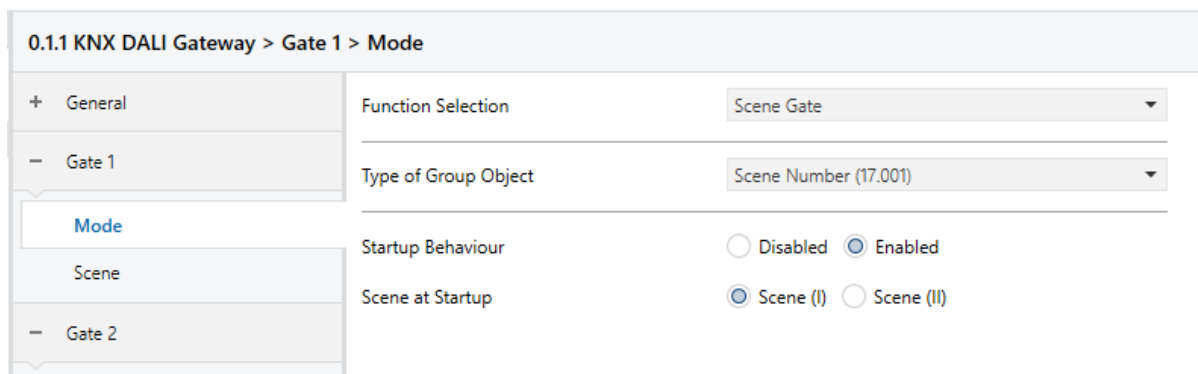 0.1.1 KNX DALI Gateway > Gate 1 > Mode
+ General
Function Selection Scene Gate
− Gate 1
Type of Group Object Scene Number (17.001)
Mode
Startup Behaviour Disabled Enabled
Scene
Scene at Startup Scene (I) Scene (II)
− Gate 2